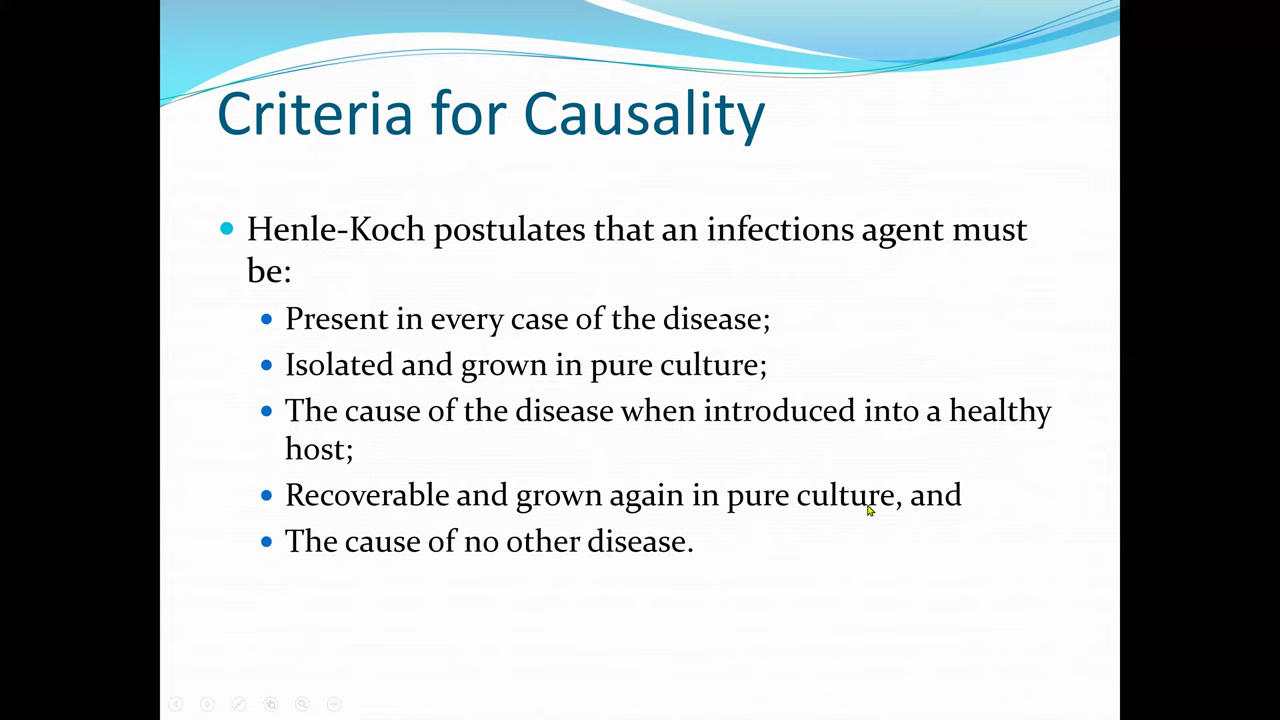 Criteria for Causality
• Henle-Koch postulates that an infections agent must
be:
• Present in every case of the disease;
• Isolated and grown in pure culture;
• The cause of the disease when introduced into a healthy
host;
• Recoverable and grown again in pure culture, and
• The cause of no other disease.